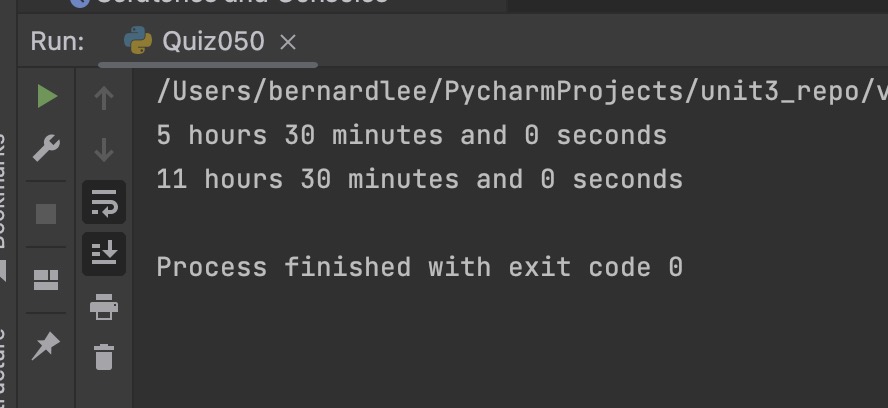 Run: Quiz050
/Users/bernardlee/PycharmProjects/unit3_repo/v
5 hours 30 minutes and 0 seconds
11 hours 30 minutes and 0 seconds
Process finished with exit code 0